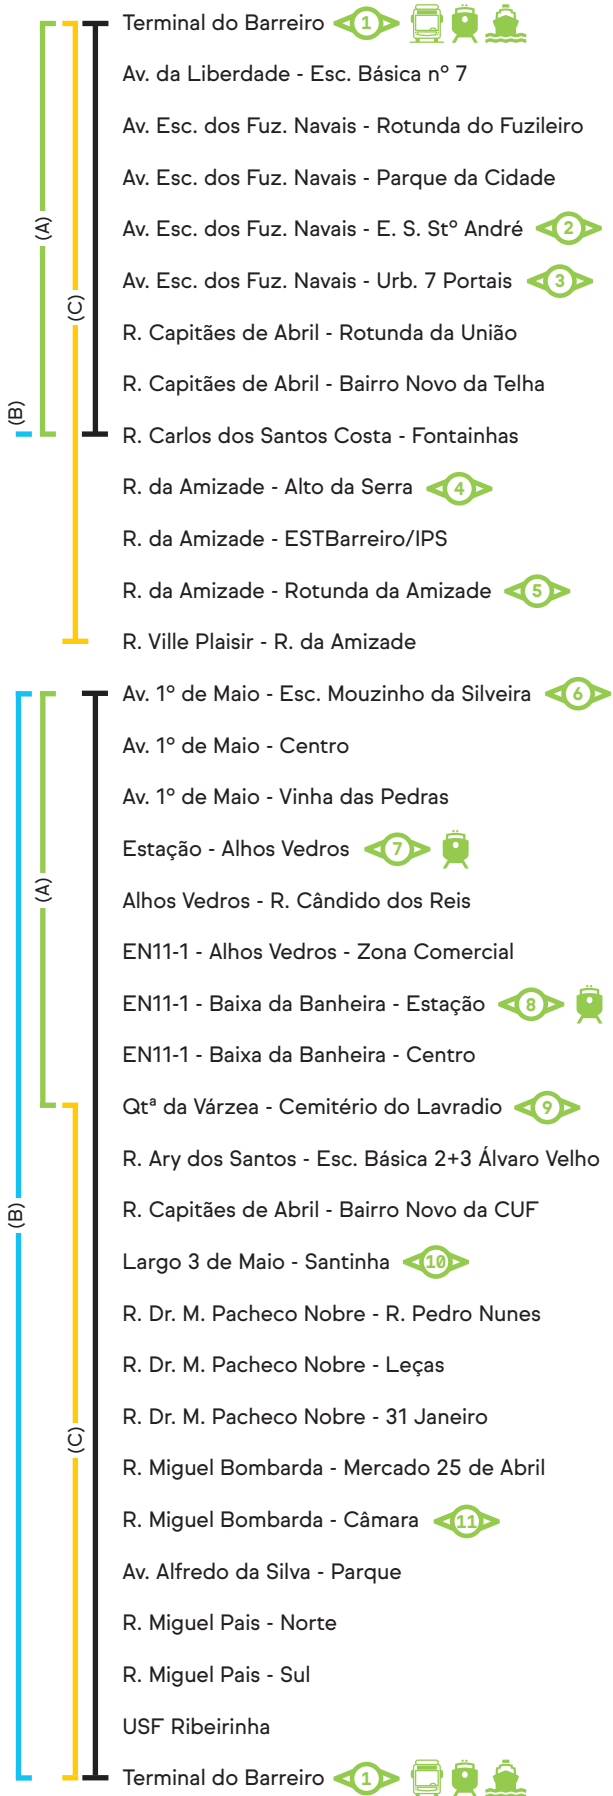 Terminal do Barreiro 1
Av. da Liberdade - Esc. Básica nº 7
Av. Esc. dos Fuz. Navais - Rotunda do Fuzileiro
Av. Esc. dos Fuz. Navais - Parque da Cidade
(A)
Av. Esc. dos Fuz. Navais - E. S. Stº André 2
Av. Esc. dos Fuz. Navais - Urb. 7 Portais 3
(C)
R. Capitães de Abril - Rotunda da União
R. Capitães de Abril - Bairro Novo da Telha
(B)
R. Carlos dos Santos Costa - Fontainhas
R. da Amizade - Alto da Serra 4
R. da Amizade - ESTBarreiro/IPS
R. da Amizade - Rotunda da Amizade 5
R. Ville Plaisir - R. da Amizade
Av. 1º de Maio - Esc. Mouzinho da Silveira 6
Av. 1º de Maio - Centro
Av. 1º de Maio - Vinha das Pedras
Estação - Alhos Vedros 7
(A)
Alhos Vedros - R. Cândido dos Reis
EN11-1 - Alhos Vedros - Zona Comercial
EN11-1 - Baixa da Banheira - Estação 8
EN11-1 - Baixa da Banheira - Centro
Qtª da Várzea - Cemitério do Lavradio 9
R. Ary dos Santos - Esc. Básica 2+3 Álvaro Velho
(B)
R. Capitães de Abril - Bairro Novo da CUF
Largo 3 de Maio - Santinha 10
R. Dr. M. Pacheco Nobre - R. Pedro Nunes
R. Dr. M. Pacheco Nobre - Leças
R. Dr. M. Pacheco Nobre - 31 Janeiro
(C)
R. Miguel Bombarda - Mercado 25 de Abril
R. Miguel Bombarda - Câmara 11
Av. Alfredo da Silva - Parque
R. Miguel Pais - Norte
R. Miguel Pais - Sul
USF Ribeirinha
Terminal do Barreiro 1